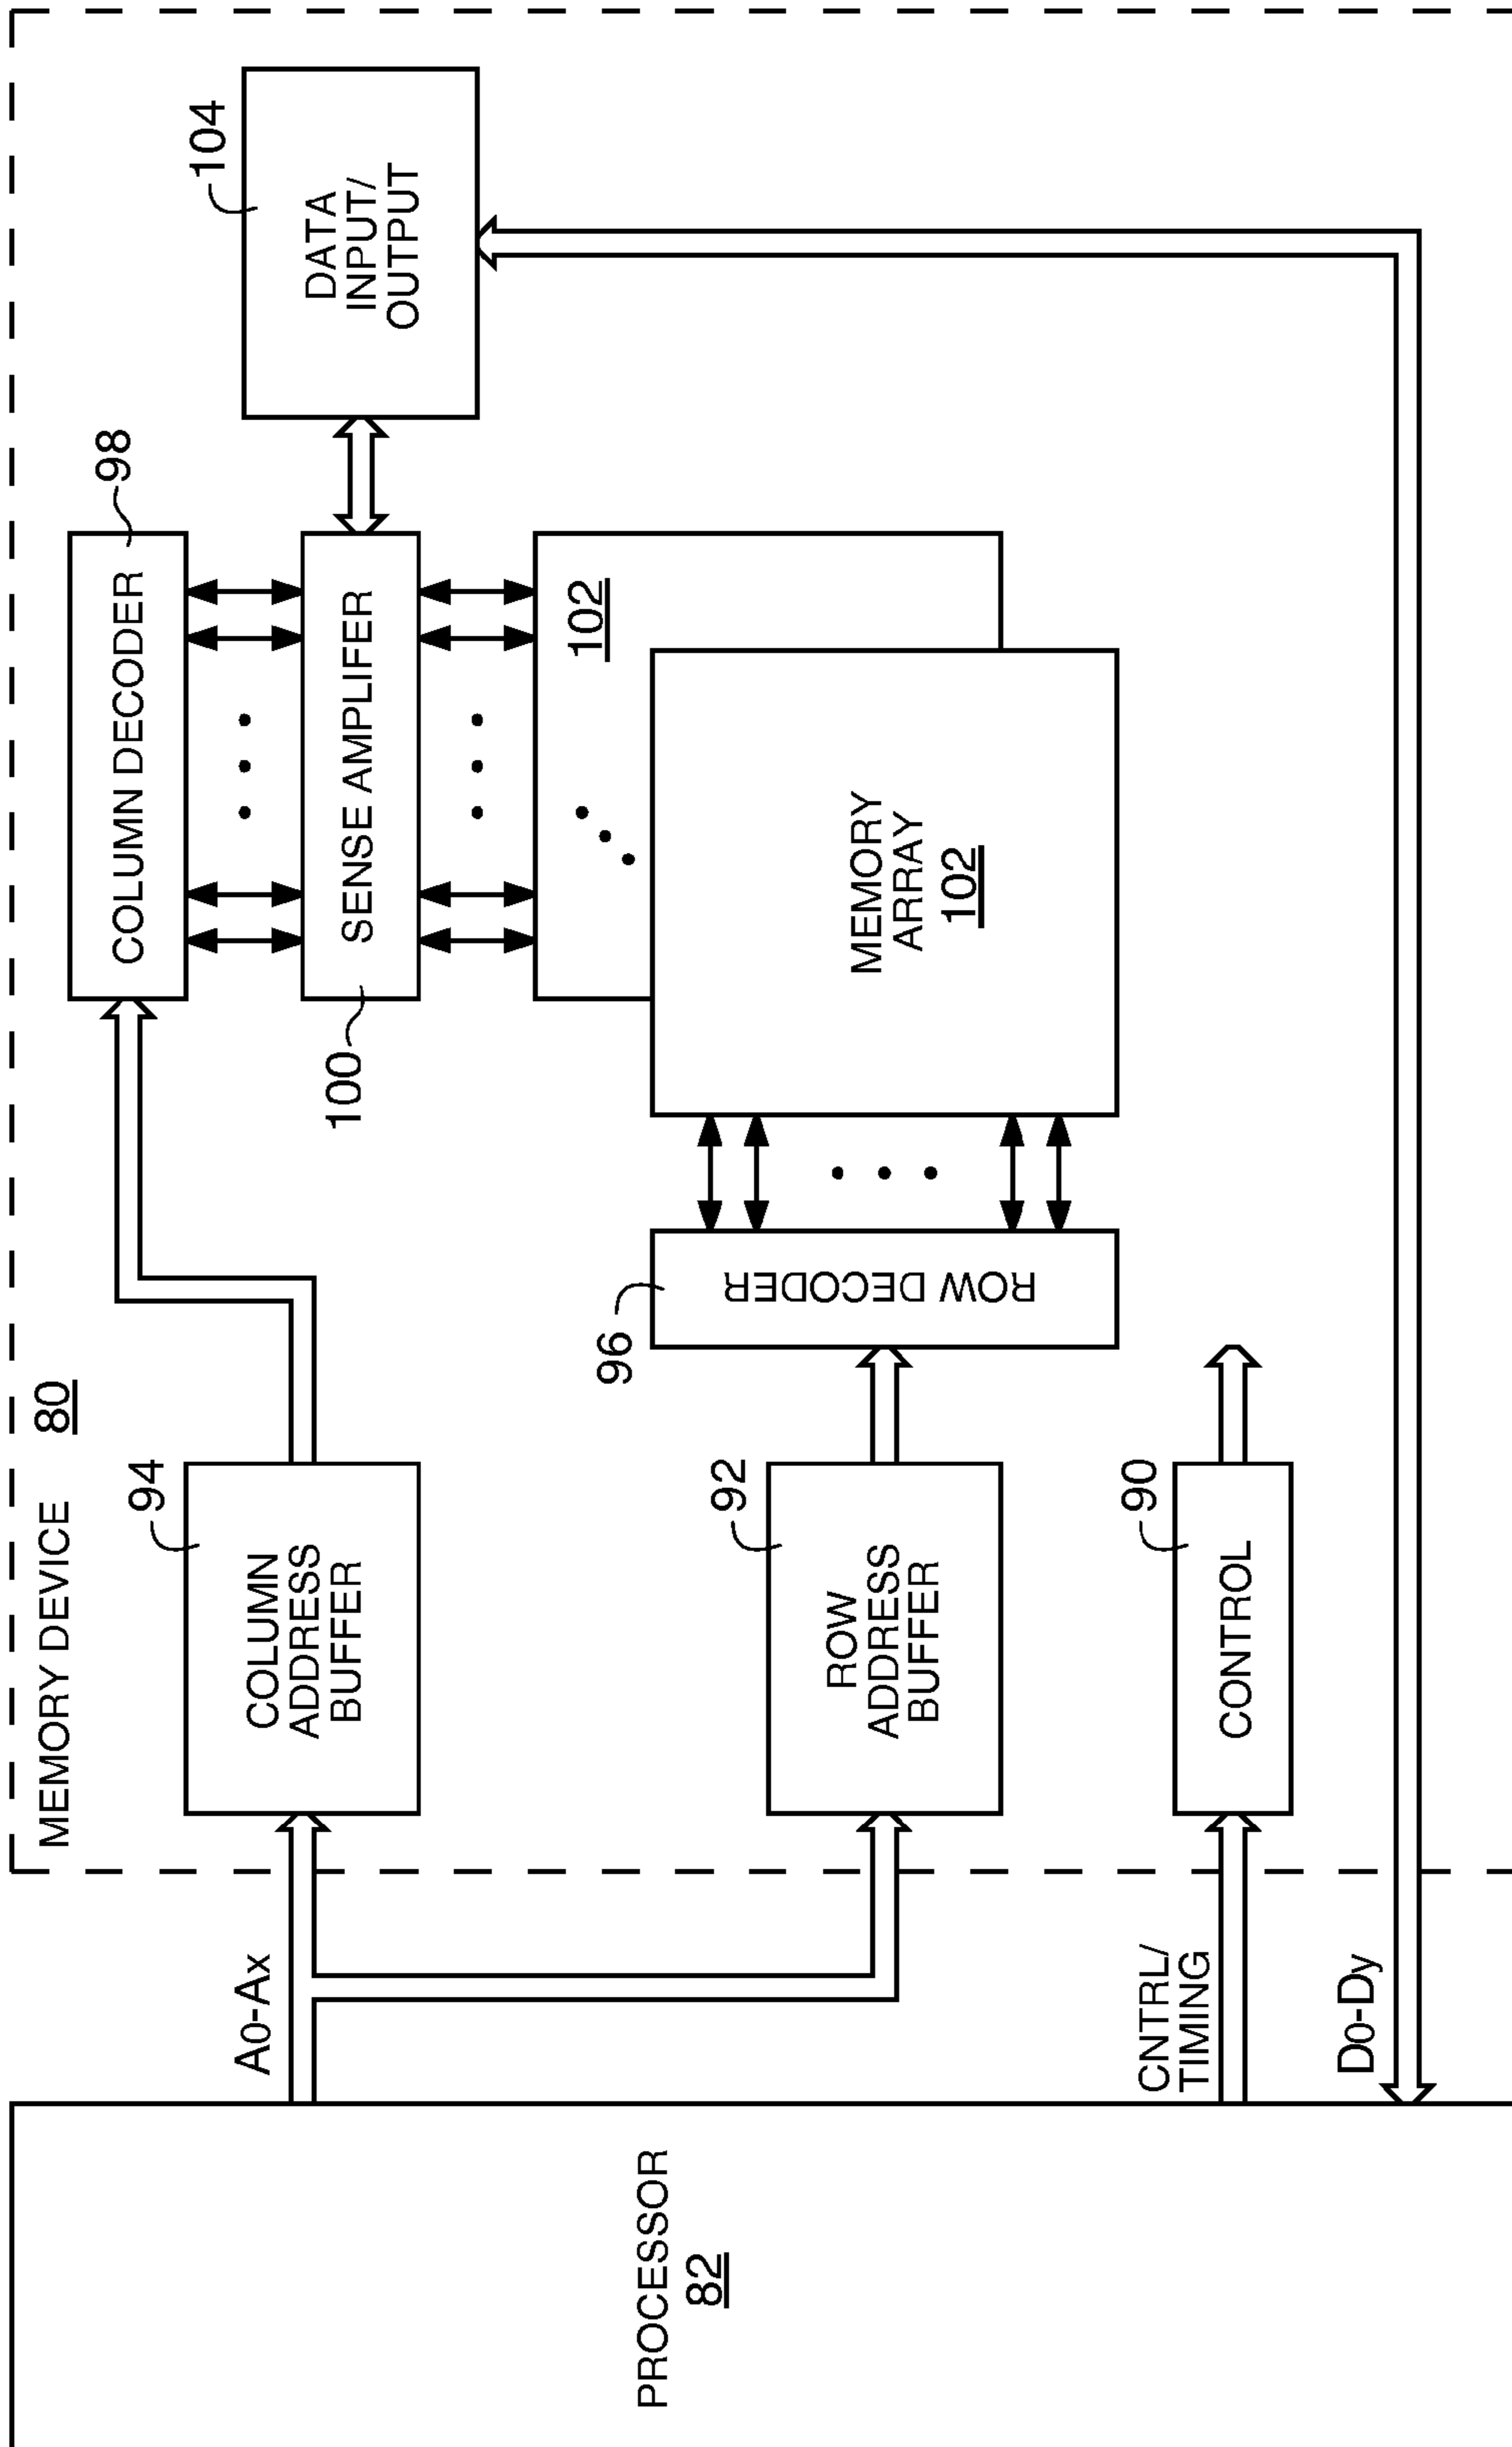 MEMORY DEVICE 80
94
COLUMN
ADDRESS
BUFFER
COLUMN DECODER
98
100
SENSE AMPLIFER
104
DATA
INPUT/
OUTPUT
A0-Ax
102
MEMORY
ARRAY
102
96
ROW DECODER
92
ROW
ADDRESS
BUFFER
PROCESSOR
82
90
CONTROL
CNTRL/
TIMING
D0-Dy